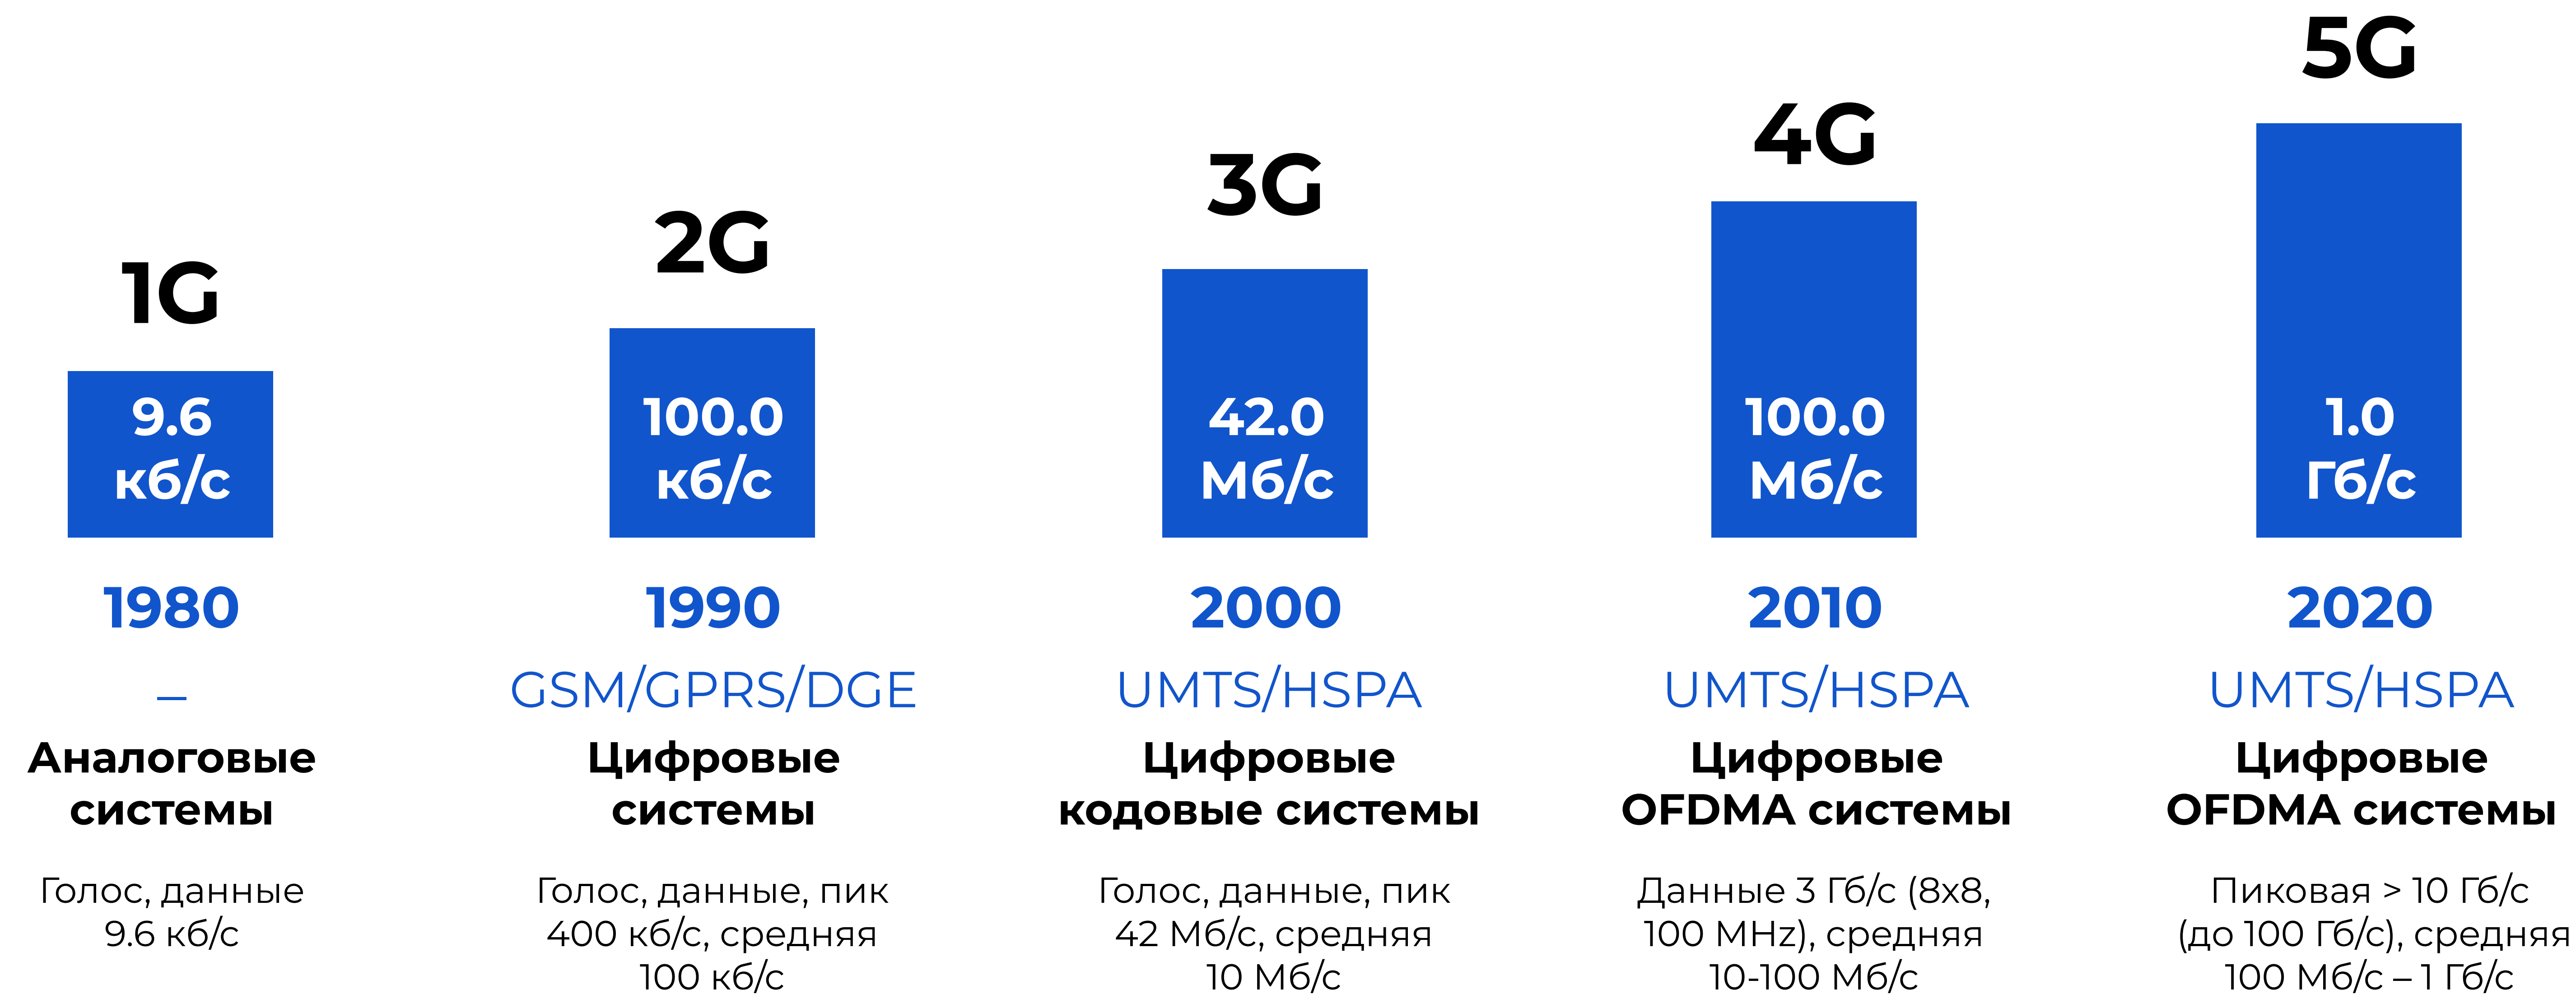 1G
9.6
кб/с
1980
–
Аналоговые
системы
Голос, данные
9.6 кб/с
2G
100.0
кб/с
1990
GSM/GPRS/DGE
Цифровые
системы
Голос, данные, пик
400 кб/с, средняя
100 кб/с
3G
42.0
Мб/с
2000
UMTS/HSPA
Цифровые
кодовые системы
Голос, данные, пик
42 Мб/с, средняя
10 Мб/с
4G
100.0
Мб/с
2010
UMTS/HSPA
Цифровые
OFDMA системы
Данные 3 Гб/с (8x8,
100 MHz), средняя
10-100 Мб/с
5G
1.0
Гб/с
2020
UMTS/HSPA
Цифровые
OFDMA системы
Пиковая > 10 Гб/с
(до 100 Гб/с), средняя
100 Мб/с – 1 Гб/с